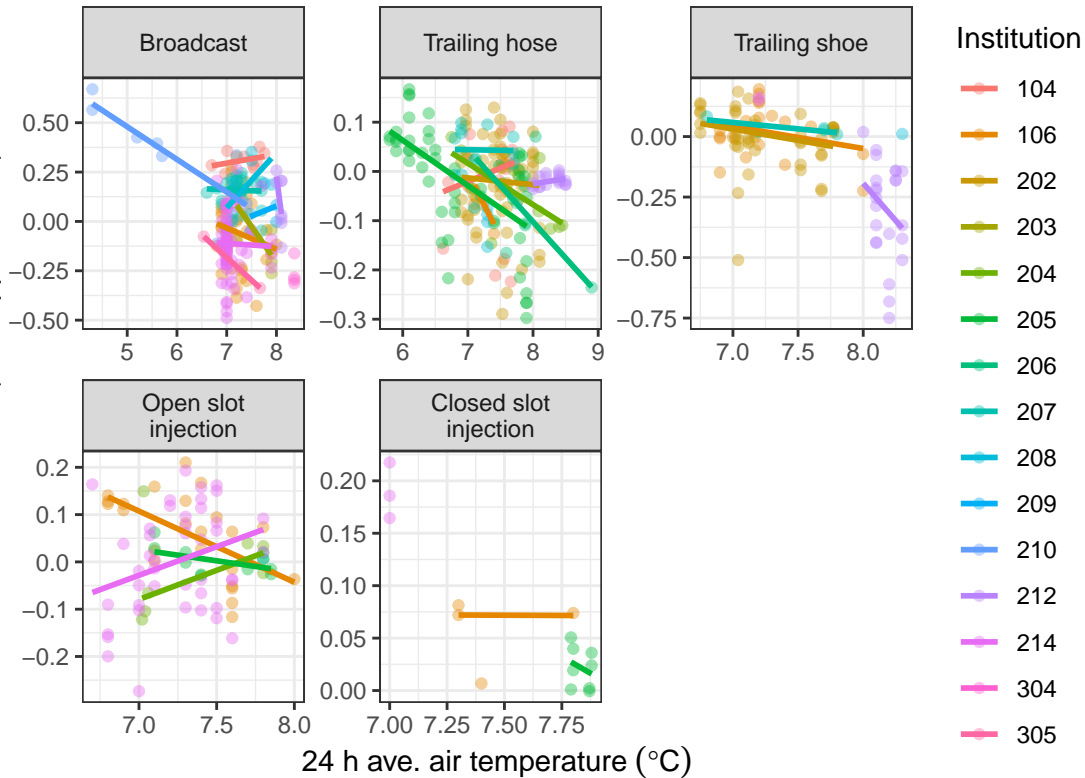 Broadcast
Trailing hose
Trailing shoe
0.50
0.25
0.00
−0.25
−0.50
5 6 7 8
0.1
0.0
−0.1
−0.2
−0.3
6 7 8 9
0.00
−0.25
−0.50
−0.75
7.0 7.5 8.0
Open slot
injection
Closed slot
injection
0.2
0.1
0.0
−0.1
−0.2
7.0 7.5 8.0
0.20
0.15
0.10
0.05
0.00
7.00 7.25 7.50 7.75
24 h ave. air temperature (°C)
Institution
104
106
202
203
204
205
206
207
208
209
210
212
214
304
305